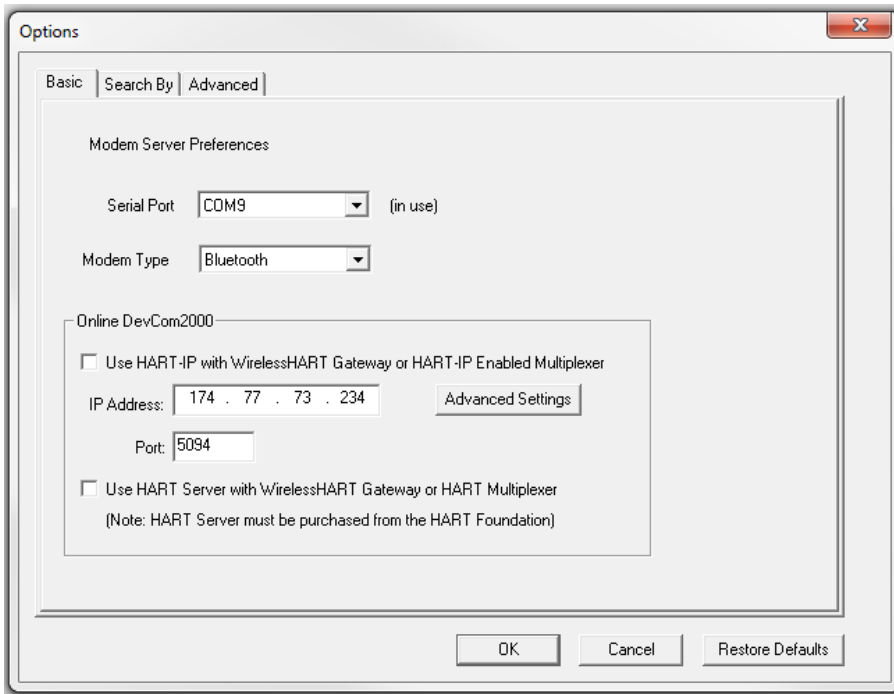 Options
Basic Search By Advanced
Modem Server Preferences
Serial Port COM9 (in use)
Modem Type Bluetooth
Online DevCom2000
Use HART-IP with WirelessHART Gateway or HART-IP Enabled Multiplexer
IP Address: 174 . 77 . 73 . 234 Advanced Settings
Port: 5094
Use HART Server with WirelessHART Gateway or HART Multiplexer
(Note: HART Server must be purchased from the HART Foundation)
OK Cancel Restore Defaults